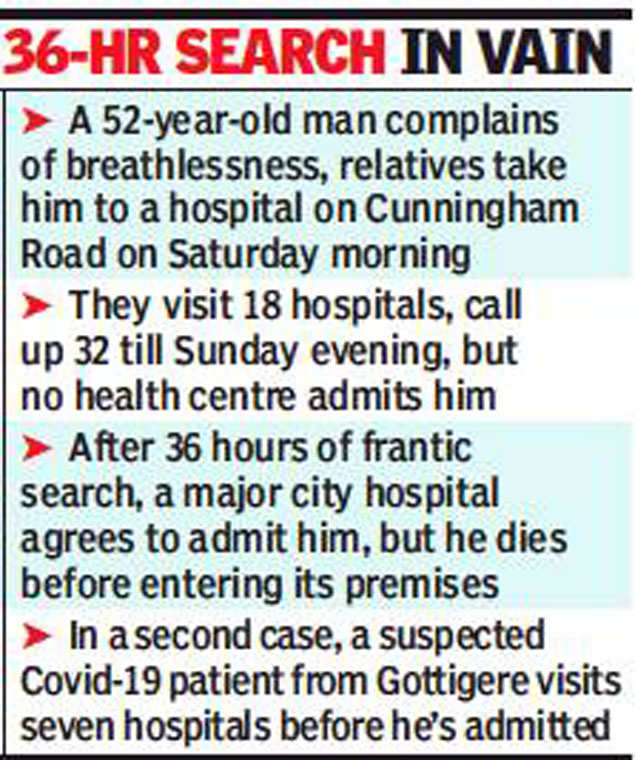 36-HR SEARCH IN VAIN
➤ A 52-year-old man complains
of breathlessness, relatives take
him to a hospital on Cunningham
Road on Saturday morning
➤ They visit 18 hospitals, call
up 32 till Sunday evening, but
no health centre admits him
➤ After 36 hours of frantic
search, a major city hospital
agrees to admit him, but he dies
before entering its premises
➤ In a second case, a suspected
Covid-19 patient from Gottigere visits
seven hospitals before he's admitted